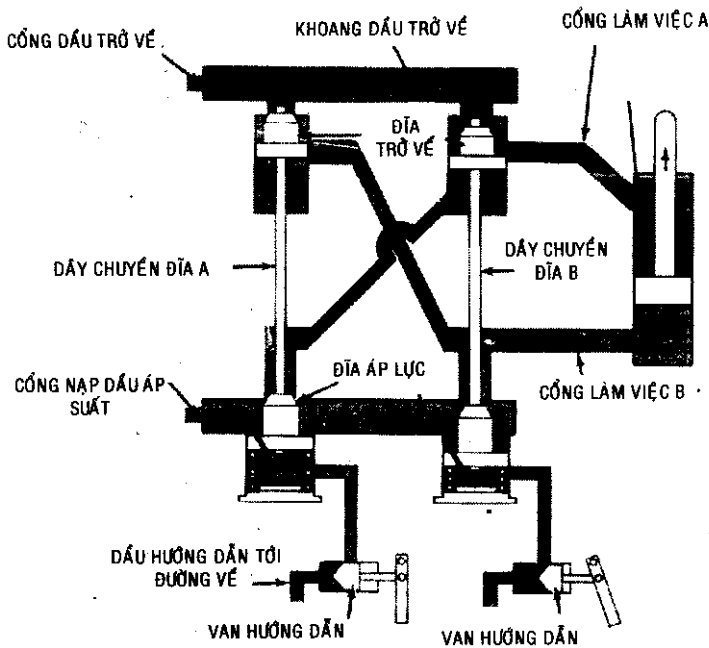 CỔNG DẦU TRỞ VỀ
KHOANG DẦU TRỞ VỀ
CỔNG LÀM VIỆC A
ĐĨA
TRỞ VỀ
DÂY CHUYỀN ĐĨA A
DÂY CHUYỀN
ĐĨA B
CỔNG NẠP DẦU ÁP
SUẤT
ĐĨA ÁP LỰC
CỔNG LÀM VIỆC B
DẦU HƯỚNG DẪN TỚI
ĐƯỜNG VỀ
VAN HƯỚNG DẪN
VAN HƯỚNG DẪN